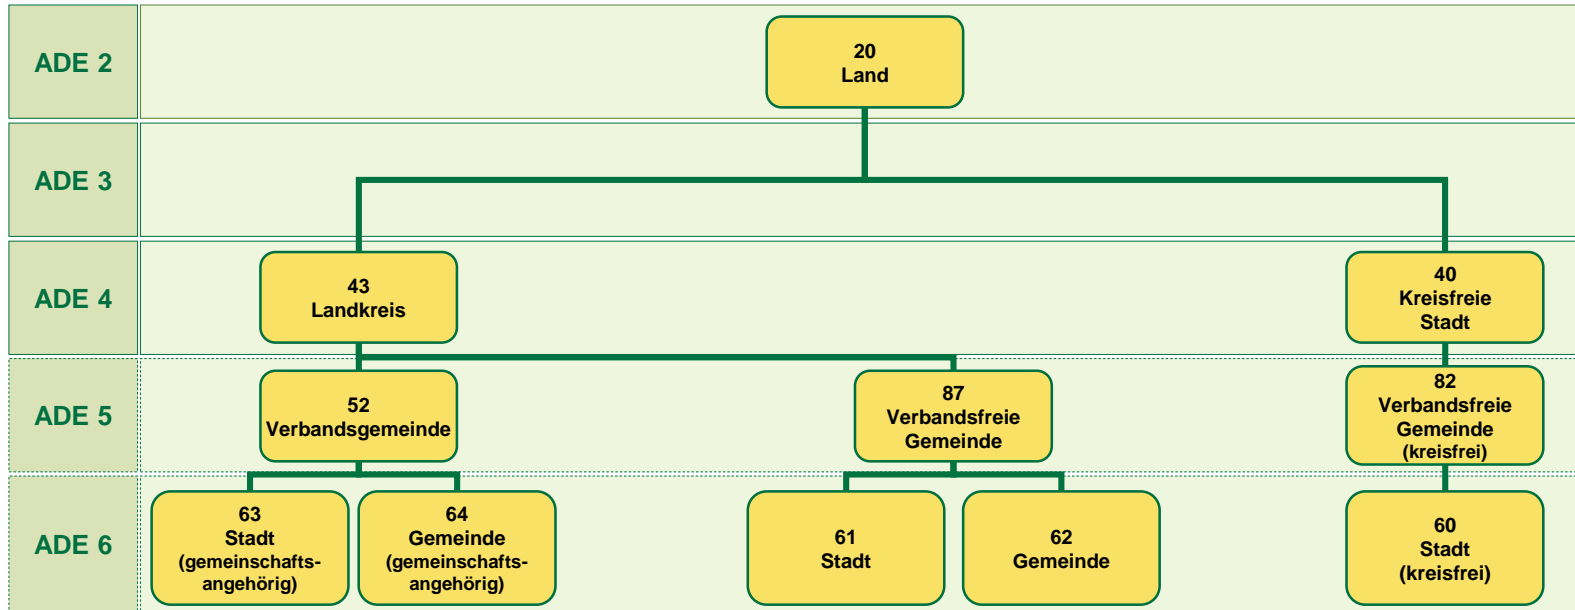 ADE 2
20
Land
ADE 3
ADE 4
43
Landkreis
40
Kreisfreie
Stadt
ADE 5
52
Verbandsgemeinde
87
Verbandsfreie
Gemeinde
82
Verbandsfreie
Gemeinde
(kreisfrei)
ADE 6
63
Stadt
(gemeinschafts-
angehörig)
64
Gemeinde
(gemeinschafts-
angehörig)
61
Stadt
62
Gemeinde
60
Stadt
(kreisfrei)